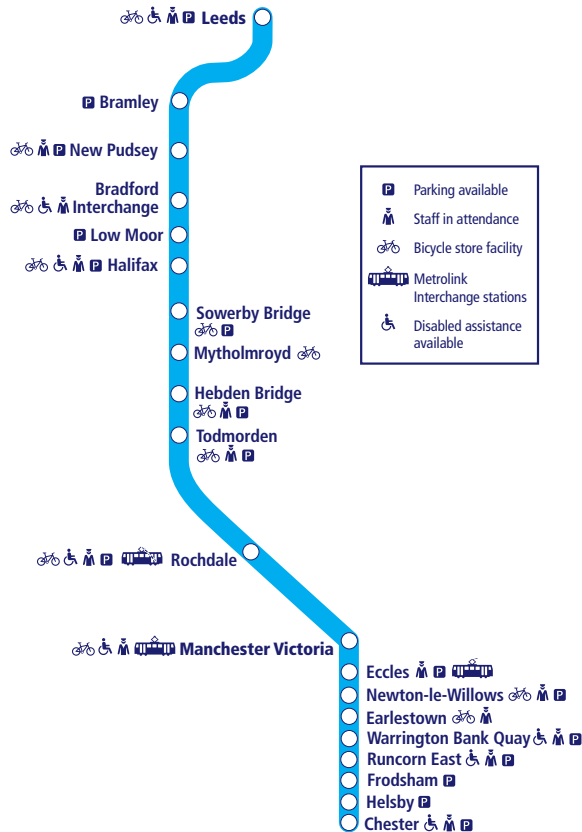 Leeds
P Bramley
P New Pudsey
Bradford
Interchange
P Low Moor
P Halifax
Sowerby Bridge
P
Mytholmroyd
Hebden Bridge
P
Todmorden
P
P Rochdale
Manchester Victoria
Eccles P
Newton-le-Willows P
Earlestown
Warrington Bank Quay P
Runcorn East P
Frodsham P
Helsby P
Chester P
P Parking available
Staff in attendance
Bicycle store facility
Metrolink
Interchange stations
Disabled assistance
available